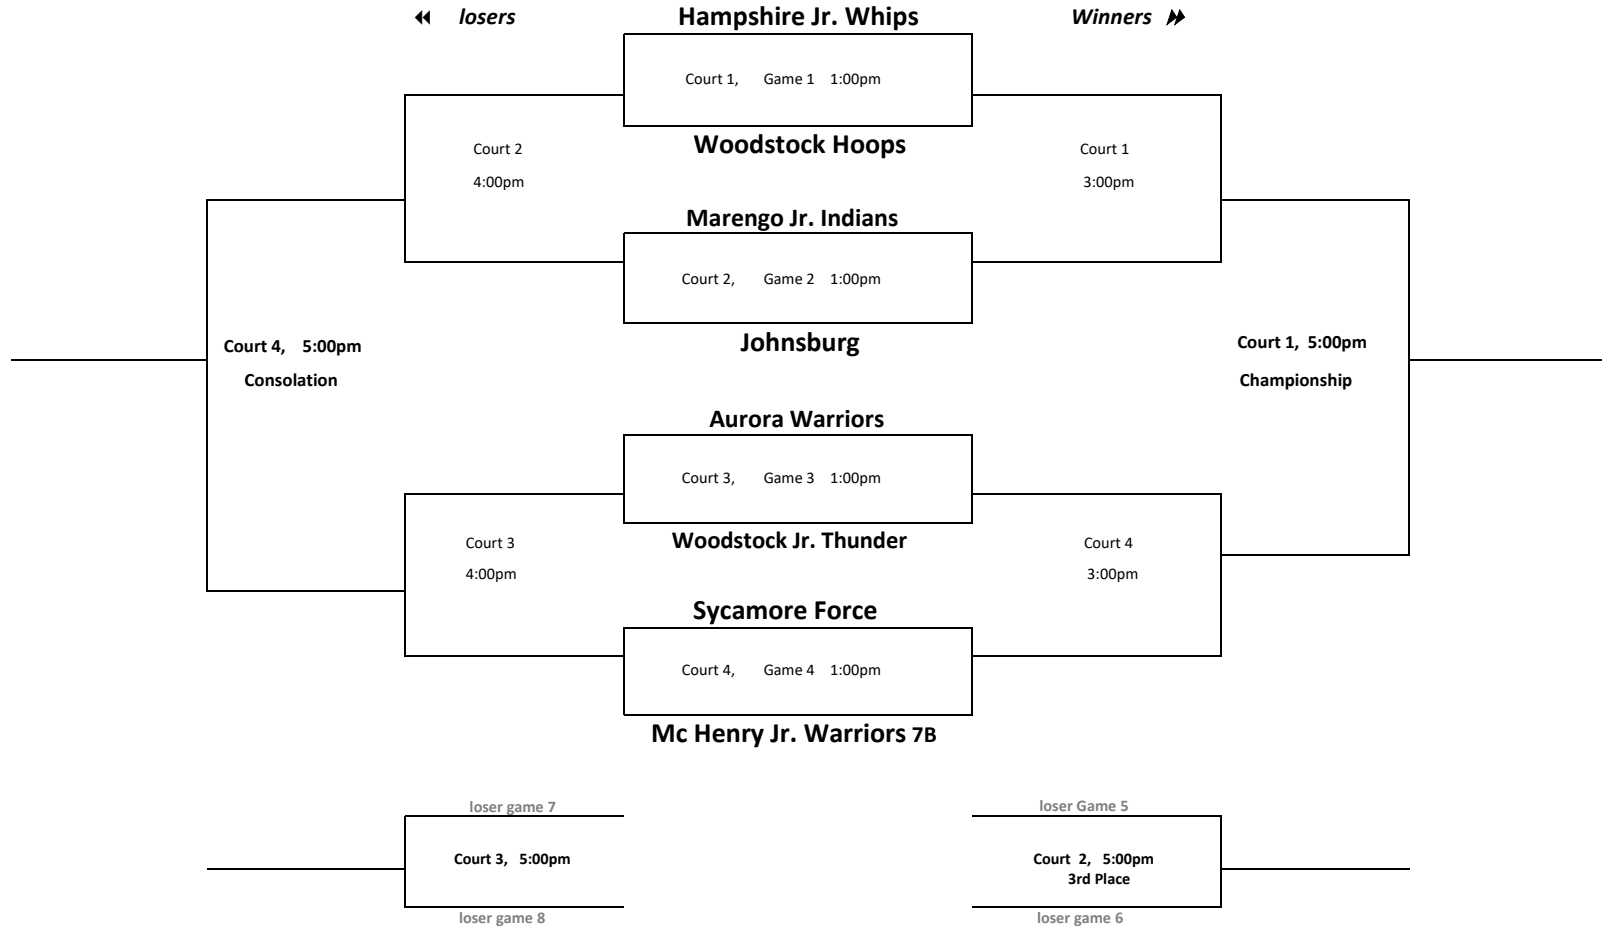 losers
Hampshire Jr. Whips
Winners
Court 1, Game 1 1:00pm
Woodstock Hoops
Court 2
4:00pm
Court 1
3:00pm
Marengo Jr. Indians
Court 2, Game 2 1:00pm
Johnsburg
Court 4, 5:00pm
Consolation
Court 1, 5:00pm
Championship
Aurora Warriors
Court 3, Game 3 1:00pm
Woodstock Jr. Thunder
Court 3
4:00pm
Court 4
3:00pm
Sycamore Force
Court 4, Game 4 1:00pm
Mc Henry Jr. Warriors 7B
loser game 7
Court 3, 5:00pm
loser game 8
loser Game 5
Court 2, 5:00pm
3rd Place
loser game 6